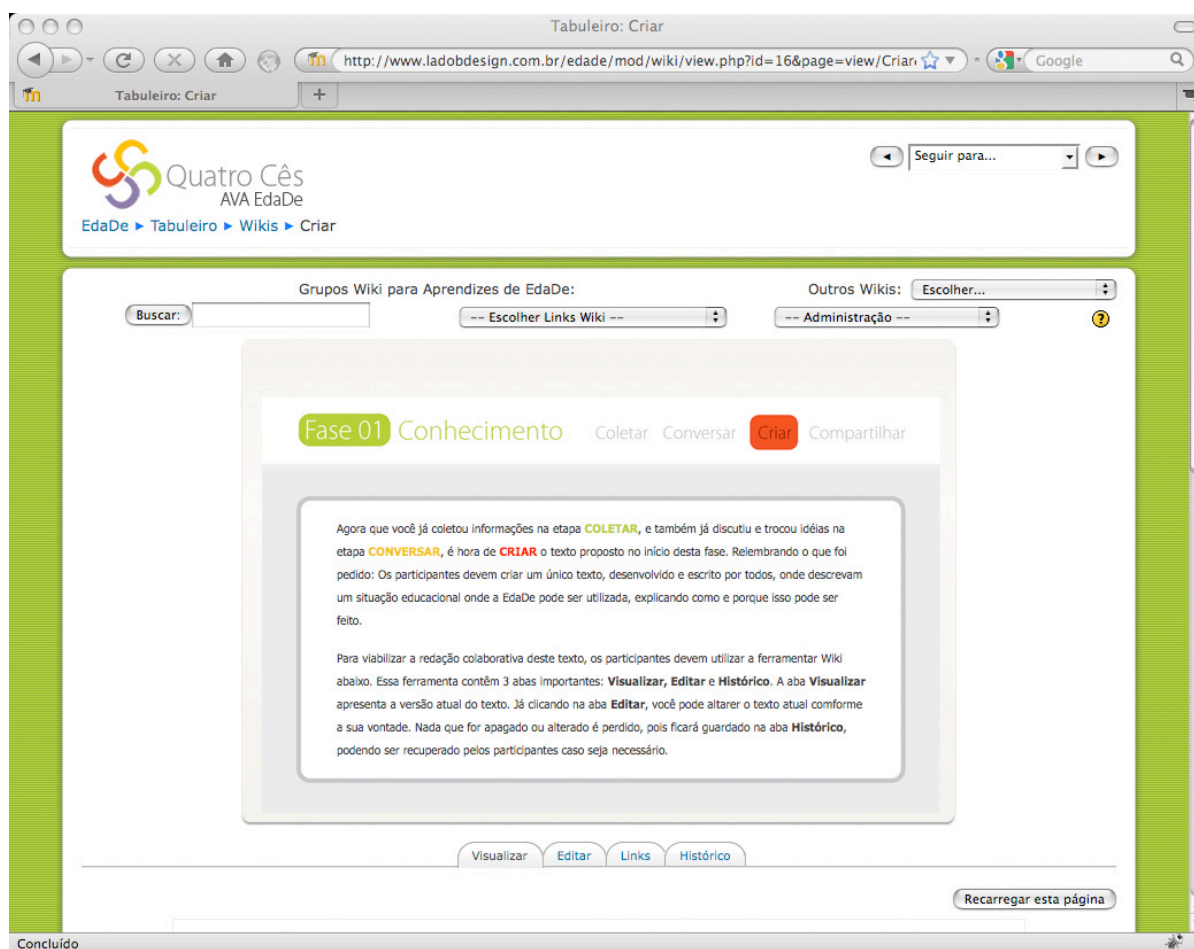 Tabuleiro: Criar
http://www.ladobdesign.com.br/edade/mod/wiki/view.php?id=16&page=view/Criar
Google
Tabuleiro: Criar
+
Quatro Cês
AVA EdaDe
Seguir para...
EdaDe ► Tabuleiro ► Wikis ► Criar
Grupos Wiki para Aprendizes de EdaDe:
Outros Wikis: Escolher...
Buscar:
-- Escolher Links Wiki --
-- Administração --
?
Fase 01 Conhecimento Coletar Conversar Criar Compartilhar
Agora que você já coletou informações na etapa COLETAR, e também já discutiu e trocou idéias na
etapa CONVERSAR, é hora de CRIAR o texto proposto no início desta fase. Relembrando o que foi
pedido: Os participantes devem criar um único texto, desenvolvido e escrito por todos, onde descrevam
um situação educacional onde a EdaDe pode ser utilizada, explicando como e porque isso pode ser
feito.
Para viabilizar a redação colaborativa deste texto, os participantes devem utilizar a ferramentar Wiki
abaixo. Essa ferramenta contêm 3 abas importantes: Visualizar, Editar e Histórico. A aba Visualizar
apresenta a versão atual do texto. Já clicando na aba Editar, você pode altarer o texto atual comforme
a sua vontade. Nada que for apagado ou alterado é perdido, pois ficará guardado na aba Histórico,
podendo ser recuperado pelos participantes caso seja necessário.
Visualizar Editar Links Histórico
Recarregar esta página
Concluído